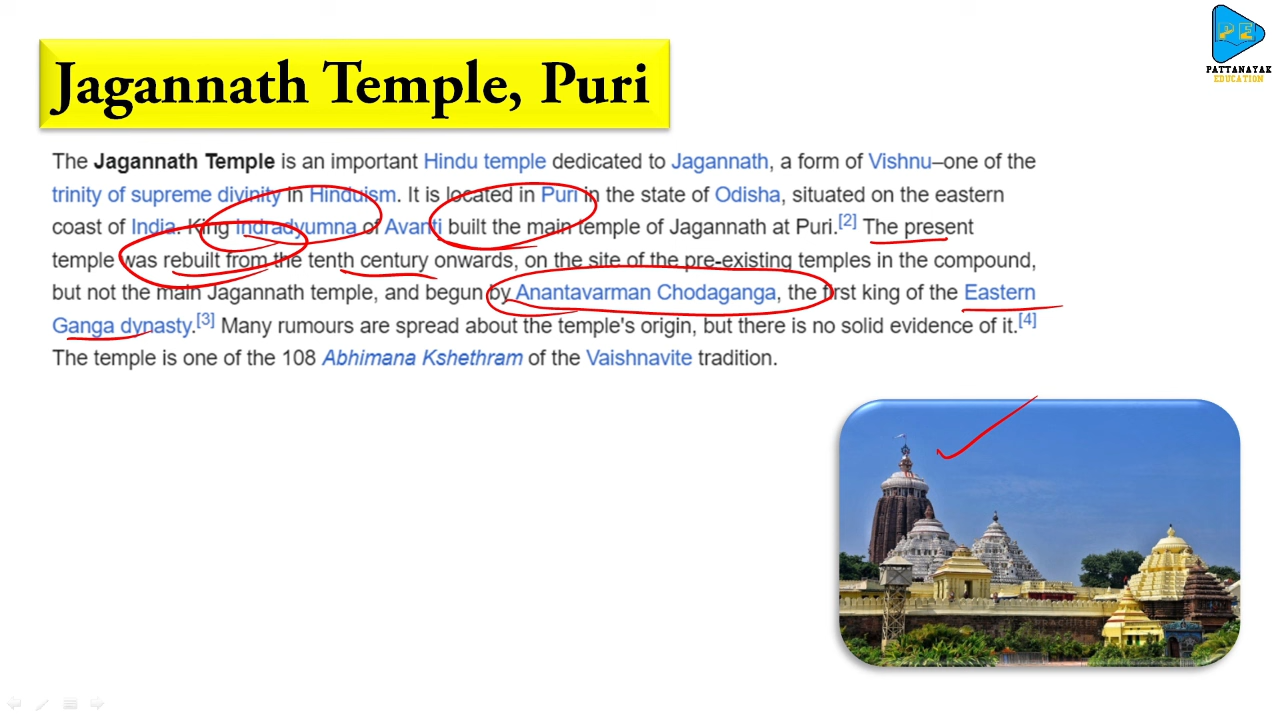 PATTANAYAK
EDUCATION
Jagannath Temple, Puri
The Jagannath Temple is an important Hindu temple dedicated to Jagannath, a form of Vishnu–one of the
trinity of supreme divinity in Hinduism. It is located in Puri in the state of Odisha, situated on the eastern
coast of India. King Indradyumna of Avanti built the main temple of Jagannath at Puri.[2] The present
temple was rebuilt from the tenth century onwards, on the site of the pre-existing temples in the compound,
but not the main Jagannath temple, and begun by Anantavarman Chodaganga, the first king of the Eastern
Ganga dynasty.[3] Many rumours are spread about the temple's origin, but there is no solid evidence of it.[4]
The temple is one of the 108 Abhimana Kshethram of the Vaishnavite tradition.